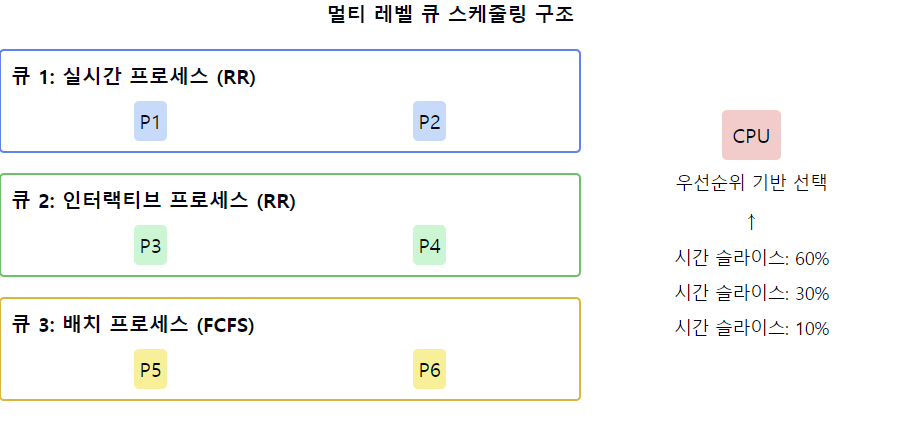 멀티 레벨 큐 스케줄링 구조
큐 1: 실시간 프로세스 (RR)
P1 P2
큐 2: 인터랙티브 프로세스 (RR)
P3 P4
큐 3: 배치 프로세스 (FCFS)
P5 P6
CPU
우선순위 기반 선택
↑
시간 슬라이스: 60%
시간 슬라이스: 30%
시간 슬라이스: 10%